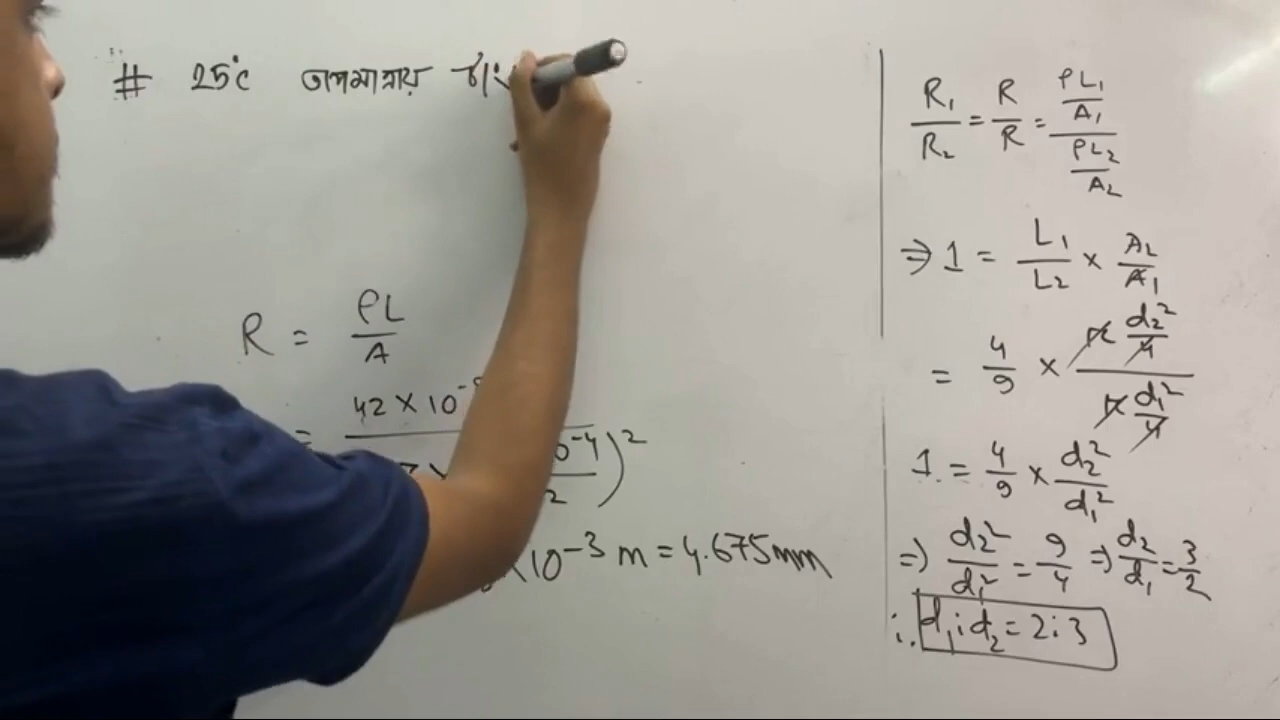 # 25°C তাপমাত্রায়
R = ρL/A
= 42 × 10
)²
10⁻³ m = 4.675mm
R₁/R₂ = R/R = (ρL₁/A₁)/(ρL₂/A₂)
⇒ 1 = L₁/L₂ × A₂/A₁
= 4/9 × (π d₂²/4)/(π d₁²/4)
1 = 4/9 × d₂²/d₁²
⇒ d₂²/d₁² = 9/4 ⇒ d₂/d₁ = 3/2
∴ d₁:d₂ = 2:3